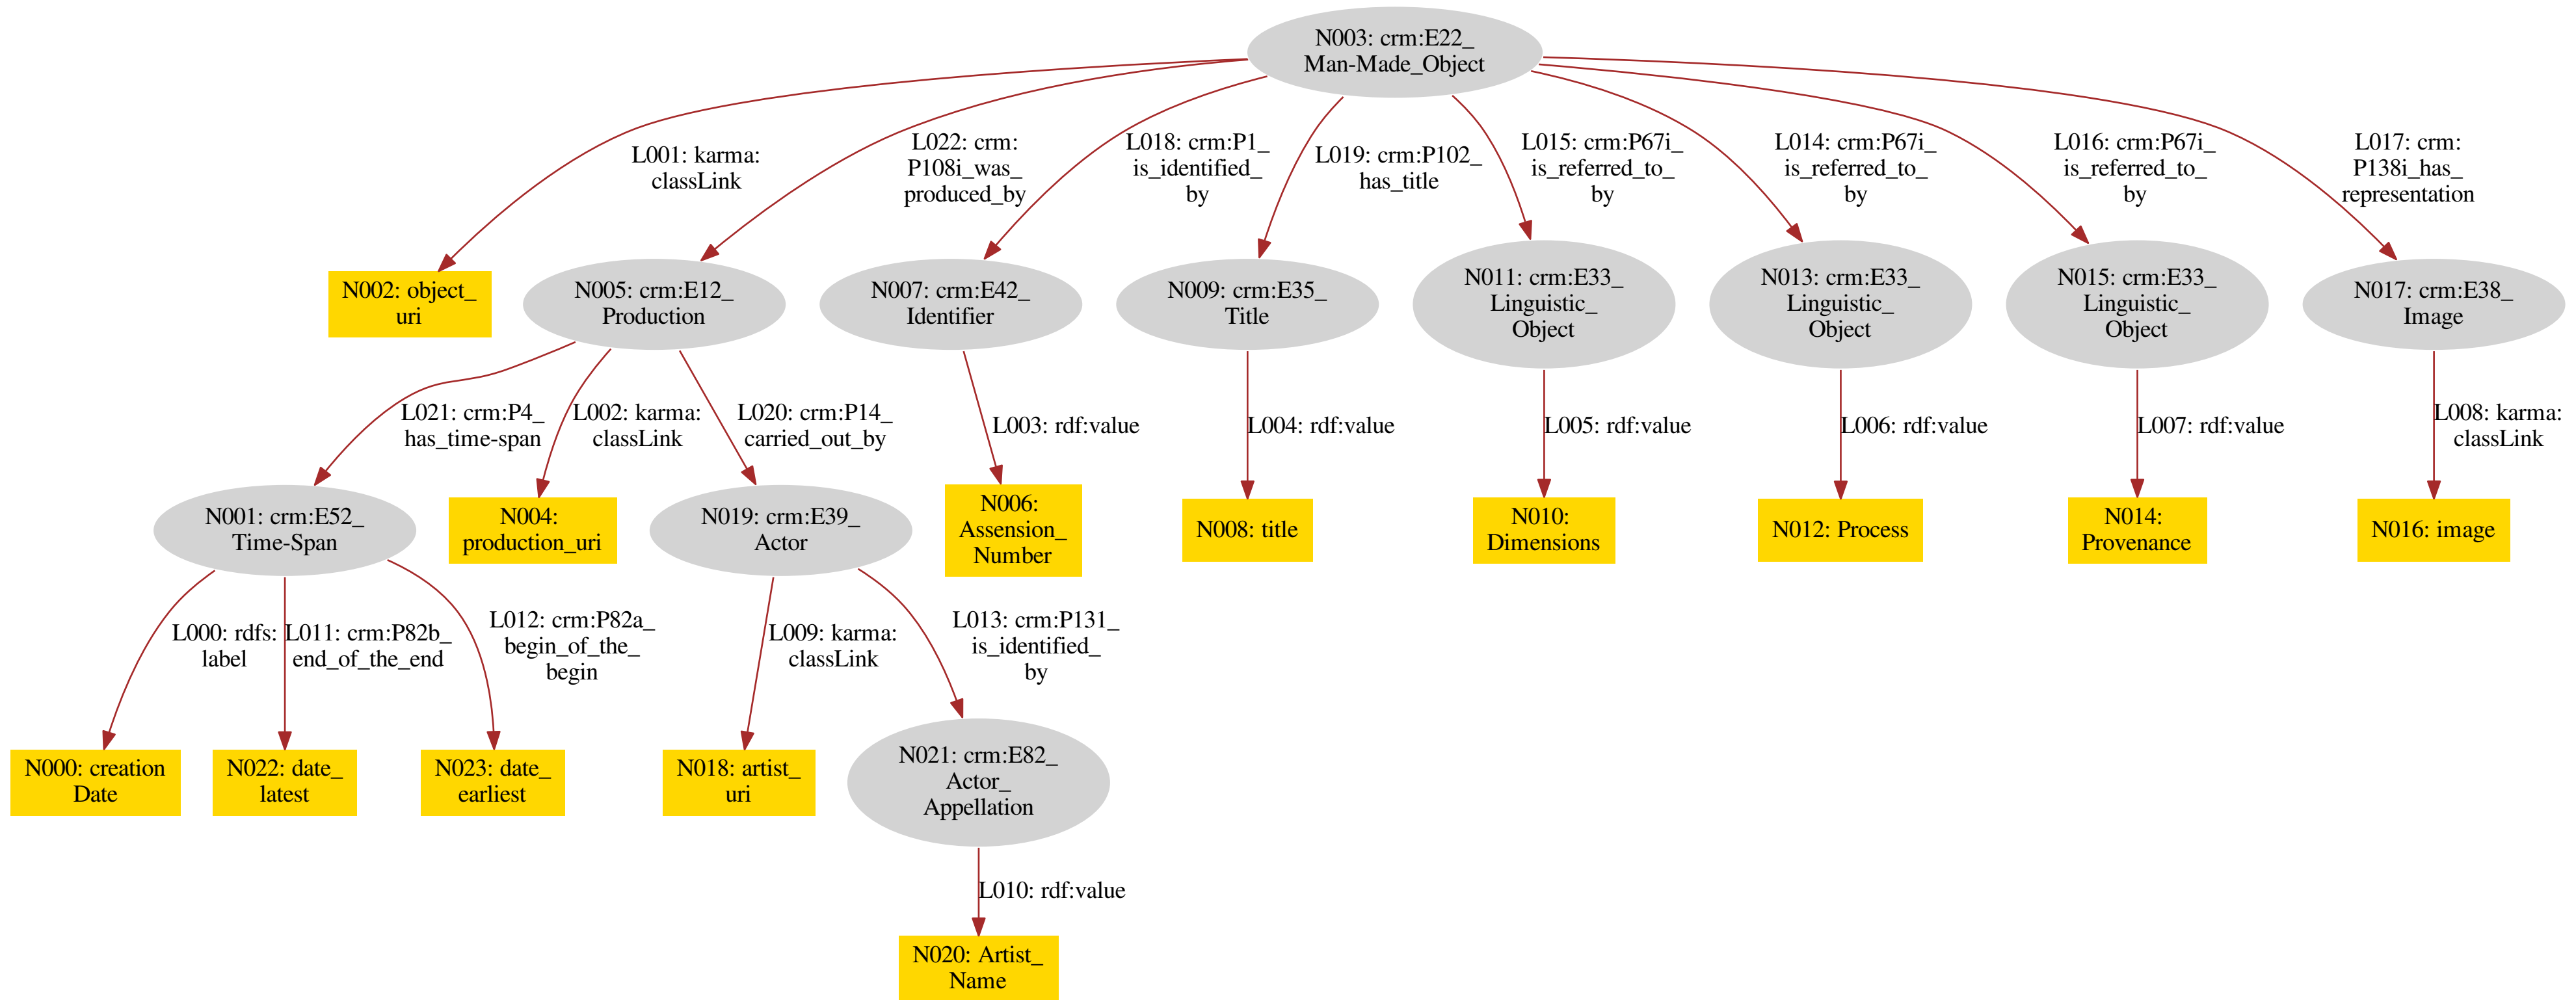 N003: crm:E22_
Man-Made_Object
L001: karma:
classLink
L022: crm:
P108i_was_
produced_by
L018: crm:P1_
is_identified_
by
L019: crm:P102_
has_title
L015: crm:P67i_
is_referred_to_
by
L014: crm:P67i_
is_referred_to_
by
L016: crm:P67i_
is_referred_to_
by
L017: crm:
P138i_has_
representation
N002: object_
uri
N005: crm:E12_
Production
N007: crm:E42_
Identifier
N009: crm:E35_
Title
N011: crm:E33_
Linguistic_
Object
N013: crm:E33_
Linguistic_
Object
N015: crm:E33_
Linguistic_
Object
N017: crm:E38_
Image
L021: crm:P4_
has_time-span
L002: karma:
classLink
L020: crm:P14_
carried_out_by
L003: rdf:value
L004: rdf:value
L005: rdf:value
L006: rdf:value
L007: rdf:value
L008: karma:
classLink
N001: crm:E52_
Time-Span
N004:
production_uri
N019: crm:E39_
Actor
N006:
Assension_
Number
N008: title
N010:
Dimensions
N012: Process
N014:
Provenance
N016: image
L000: rdfs:
label
L011: crm:P82b_
end_of_the_end
L012: crm:P82a_
begin_of_the_
begin
L009: karma:
classLink
L013: crm:P131_
is_identified_
by
N000: creation
Date
N022: date_
latest
N023: date_
earliest
N018: artist_
uri
N021: crm:E82_
Actor_
Appellation
L010: rdf:value
N020: Artist_
Name